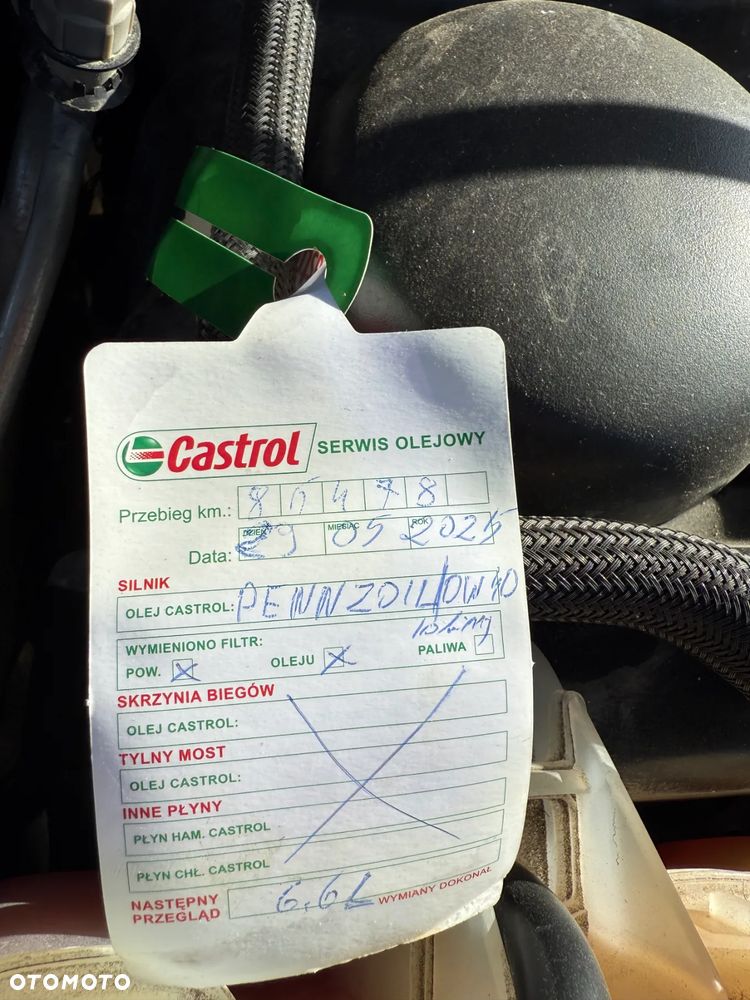 Castrol SERWIS OLEJOWY
Przebieg km.: 85478
DZIEŃ MIESIĄC ROK
Data: 29 05 2025
SILNIK
OLEJ CASTROL: PENNZOIL 0W40
WYMIENIONO FILTR:
POW. X OLEJU X PALIWA
SKRZYNIA BIEGÓW
OLEJ CASTROL:
TYLNY MOST
OLEJ CASTROL:
INNE PŁYNY
PŁYN HAM. CASTROL
PŁYN CHŁ. CASTROL
NASTĘPNY PRZEGLĄD 6.6L WYMIANY DOKONAŁ
OTOMOTO